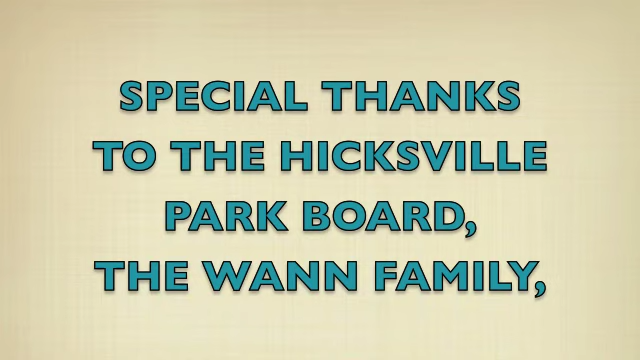 SPECIAL THANKS
TO THE HICKSVILLE
PARK BOARD,
THE WANN FAMILY,